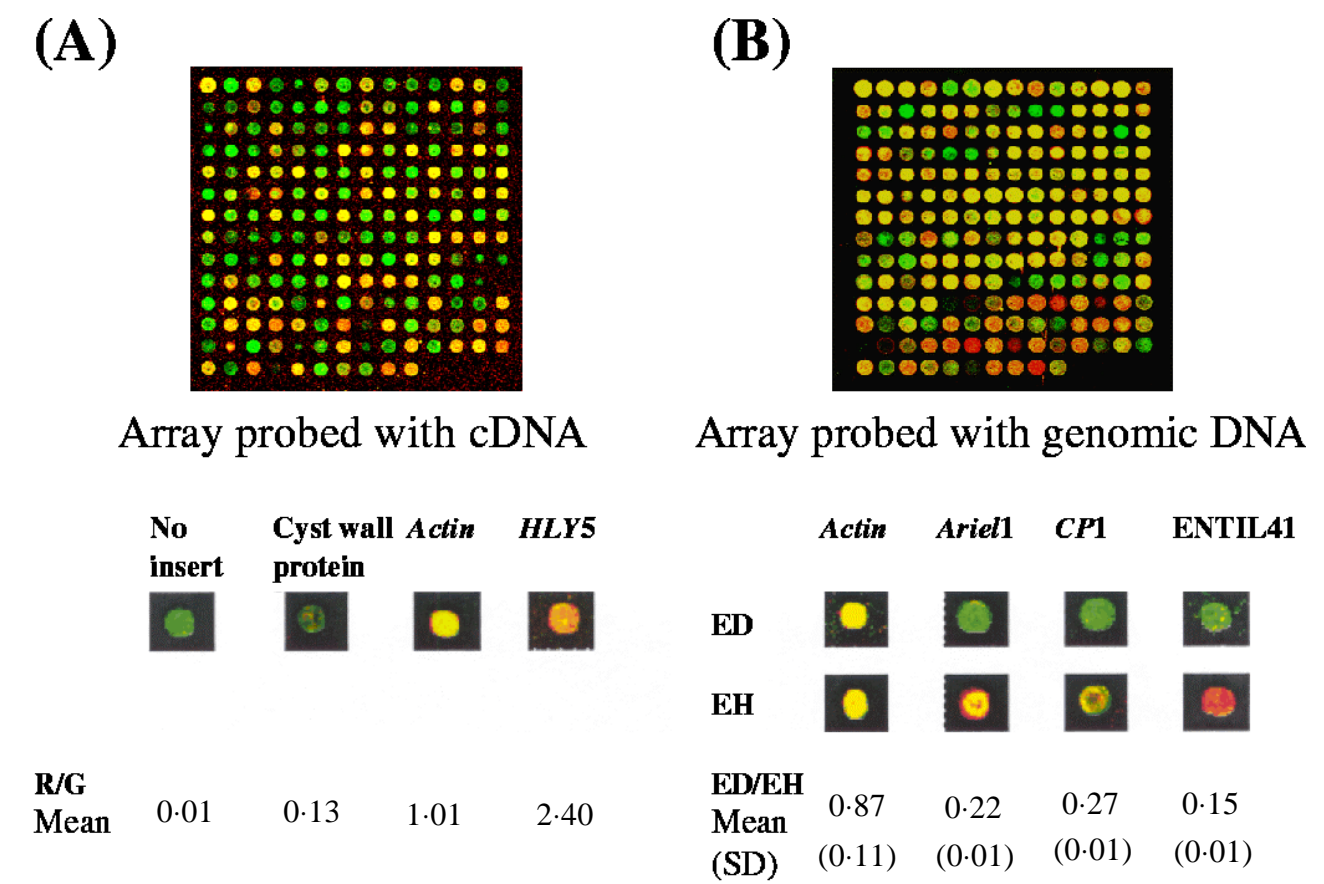 (A)
(B)
Array probed with cDNA
Array probed with genomic DNA
No insert
Cyst wall protein
Actin
HLY5
R/G Mean
0·01
0·13
1·01
2·40
Actin
Ariel1
CP1
ENTIL41
ED
EH
ED/EH
Mean
(SD)
0·87
0·22
0·27
0·15
(0·11)
(0·01)
(0·01)
(0·01)